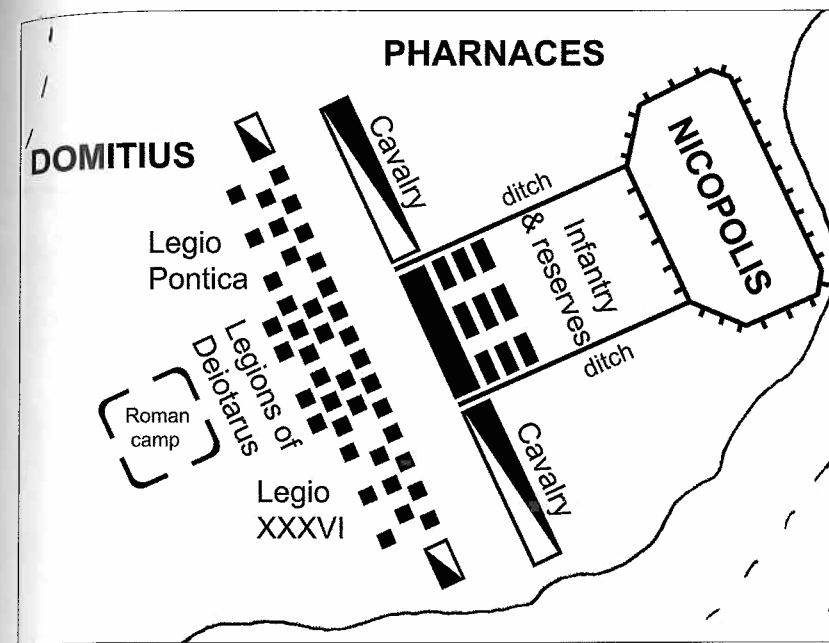 PHARNACES
DOMITIUS
Cavalry
NICOPOLIS
ditch
Infantry
& reserves
ditch
Legio
Pontica
Legions of
Deiotarus
Roman
camp
Cavalry
Legio
XXXVI